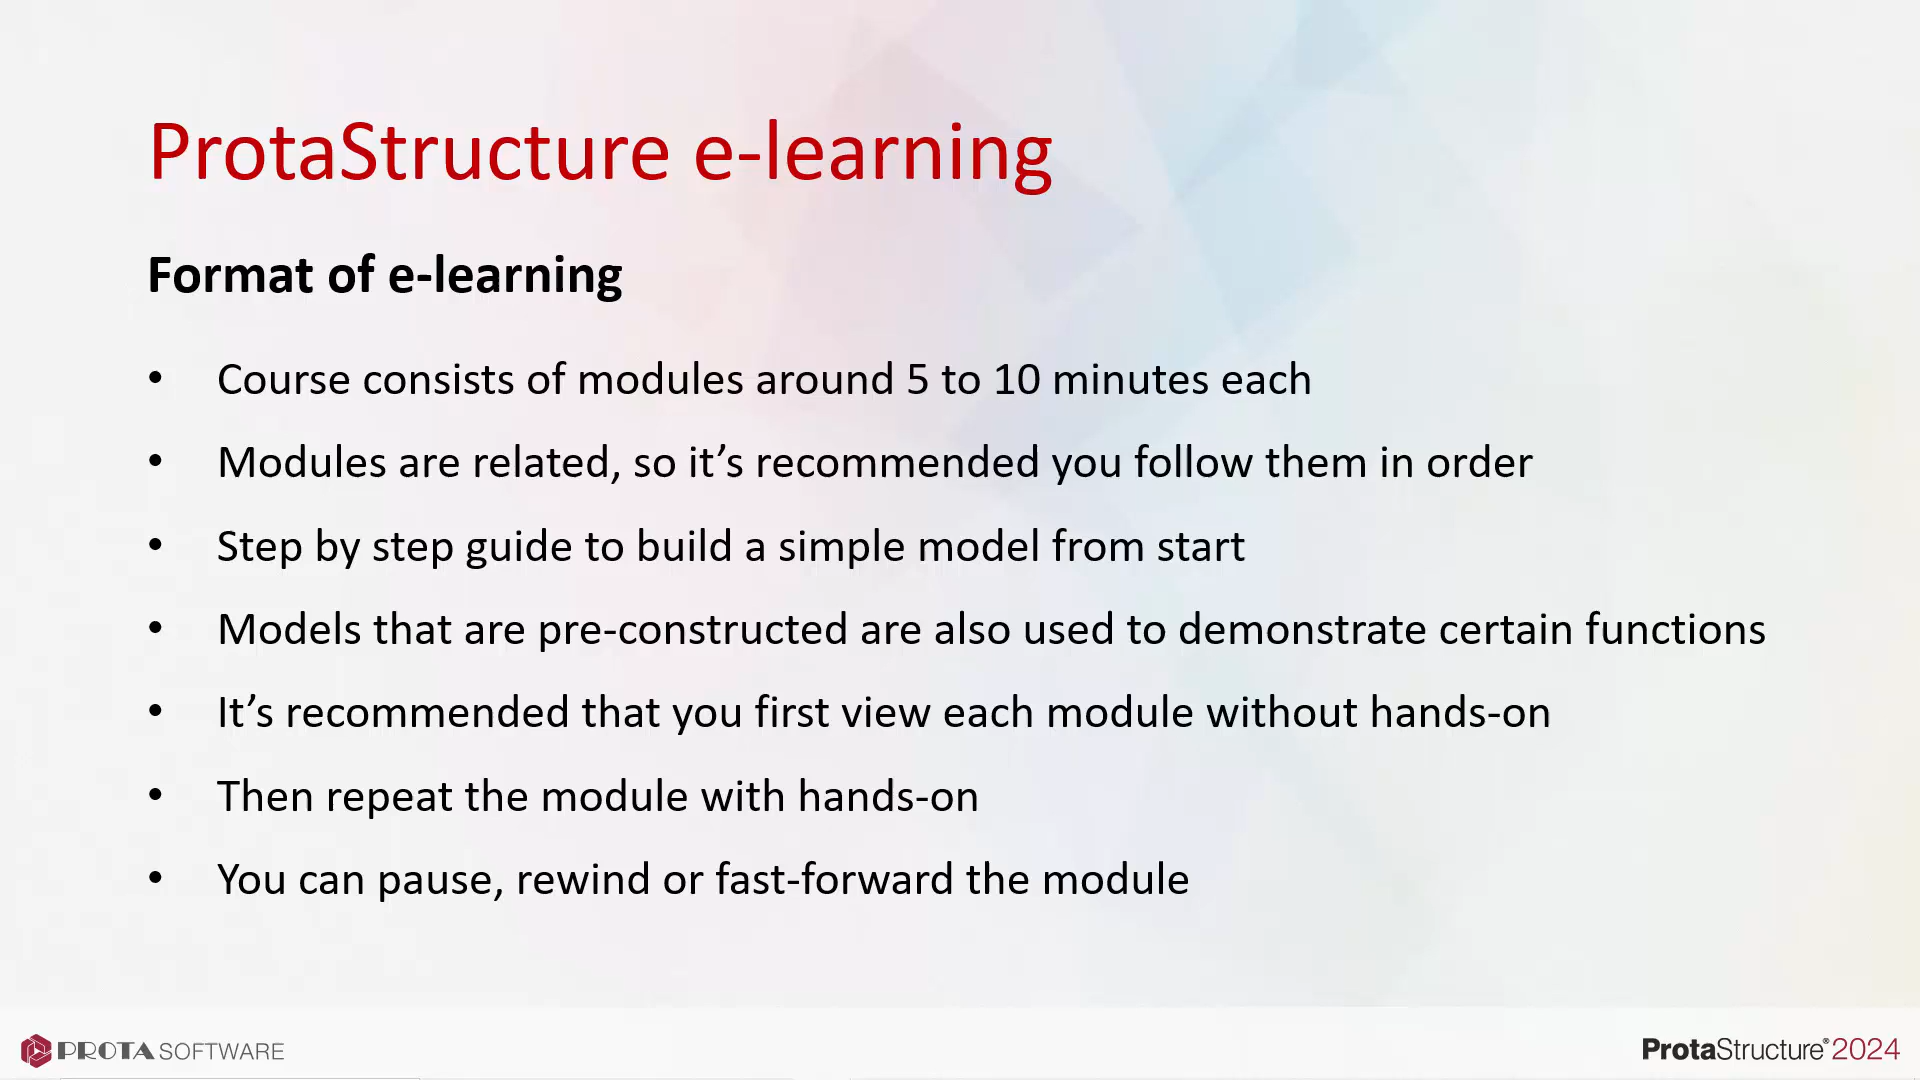 ProtaStructure e-learning
Format of e-learning
• Course consists of modules around 5 to 10 minutes each
• Modules are related, so it’s recommended you follow them in order
• Step by step guide to build a simple model from start
• Models that are pre-constructed are also used to demonstrate certain functions
• It’s recommended that you first view each module without hands-on
• Then repeat the module with hands-on
• You can pause, rewind or fast-forward the module
PROTA SOFTWARE
ProtaStructure® 2024